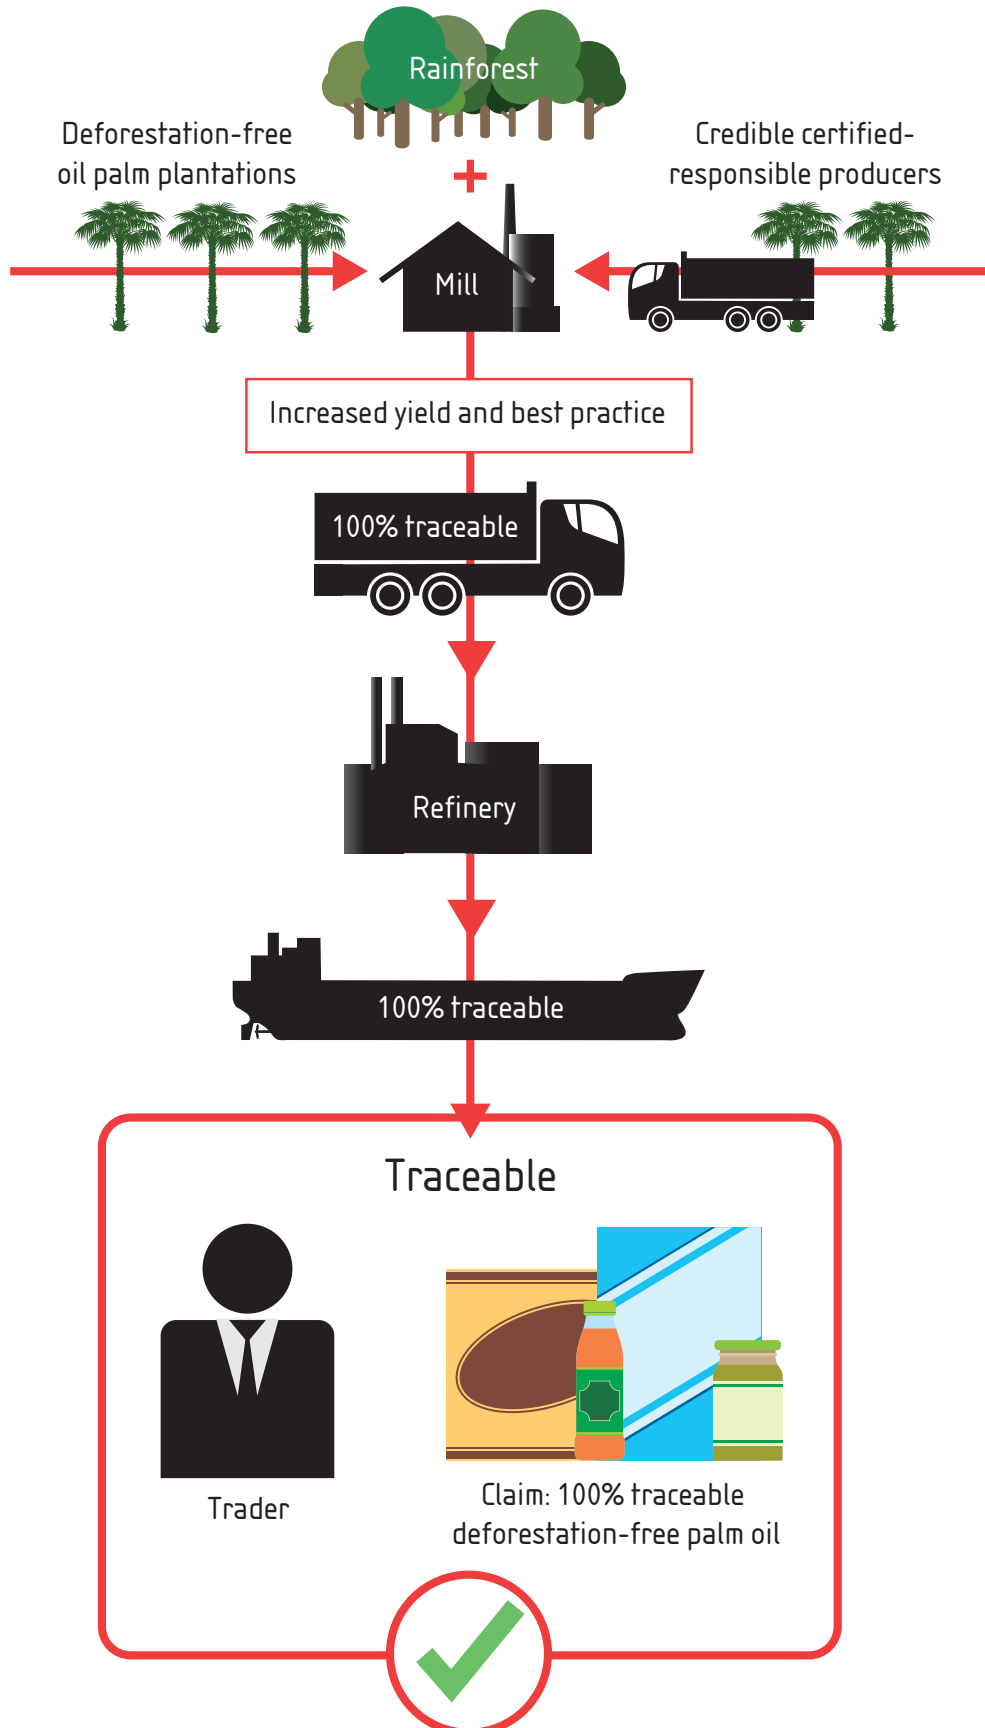 Rainforest
Deforestation-free
oil palm plantations
Credible certified-
responsible producers
Mill
Increased yield and best practice
100% traceable
Refinery
100% traceable
Traceable
Trader
Claim: 100% traceable
deforestation-free palm oil